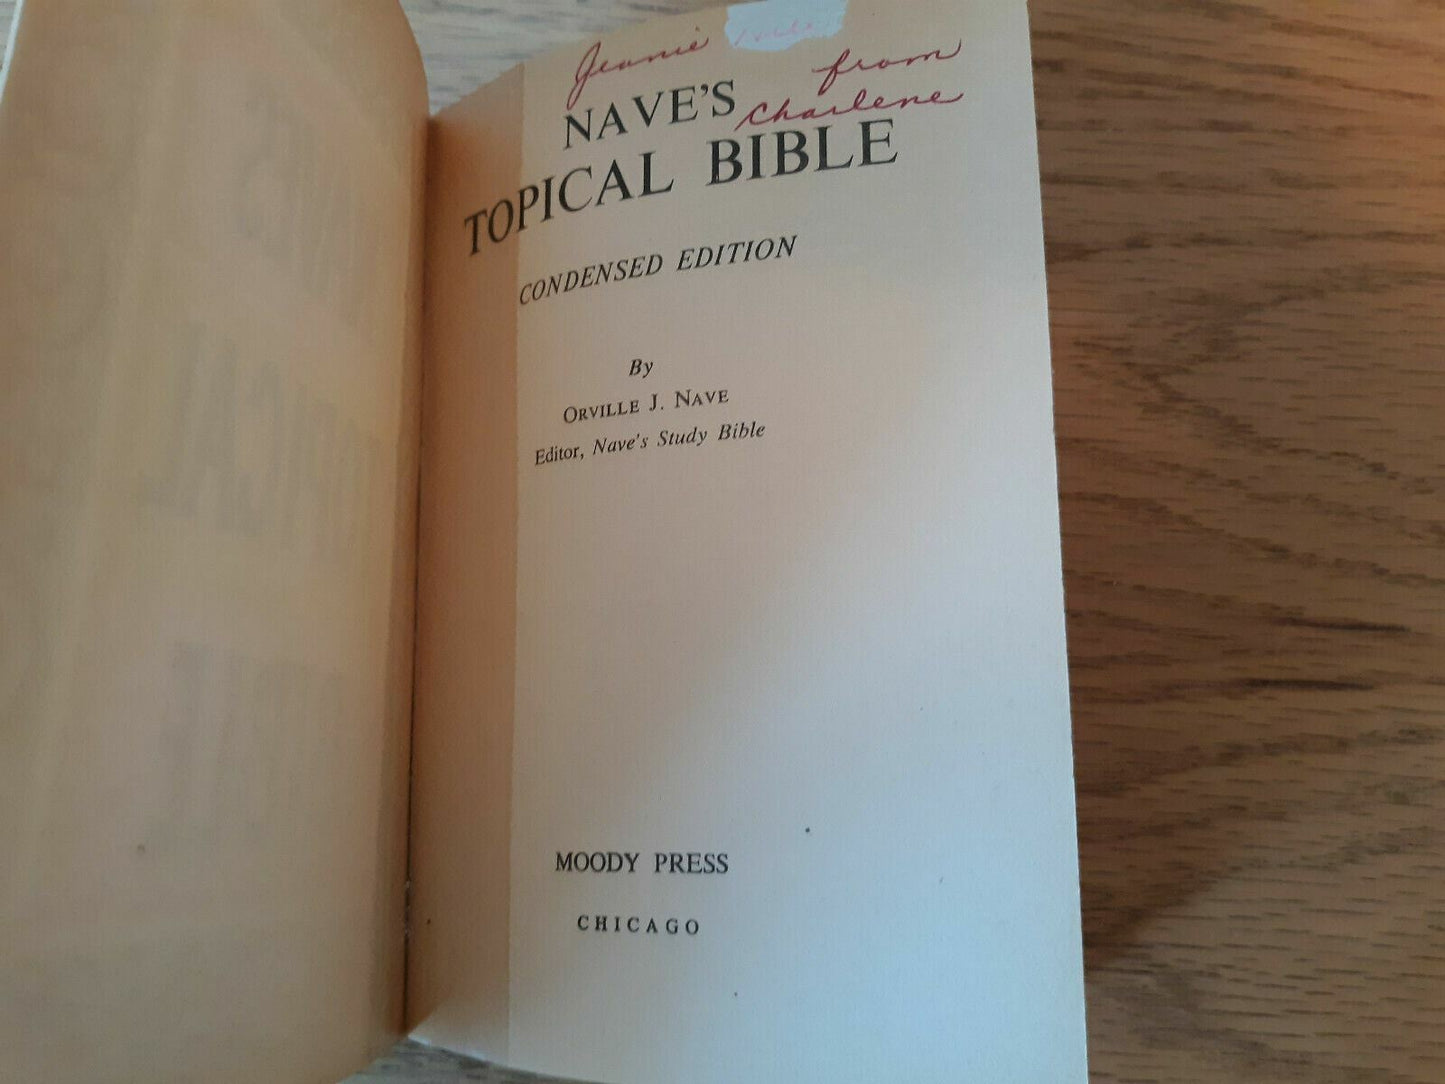 Jeanie
from
Charlene
NAVE'S
TOPICAL BIBLE
CONDENSED EDITION
By
ORVILLE J. NAVE
Editor, Nave's Study Bible
MOODY PRESS
CHICAGO